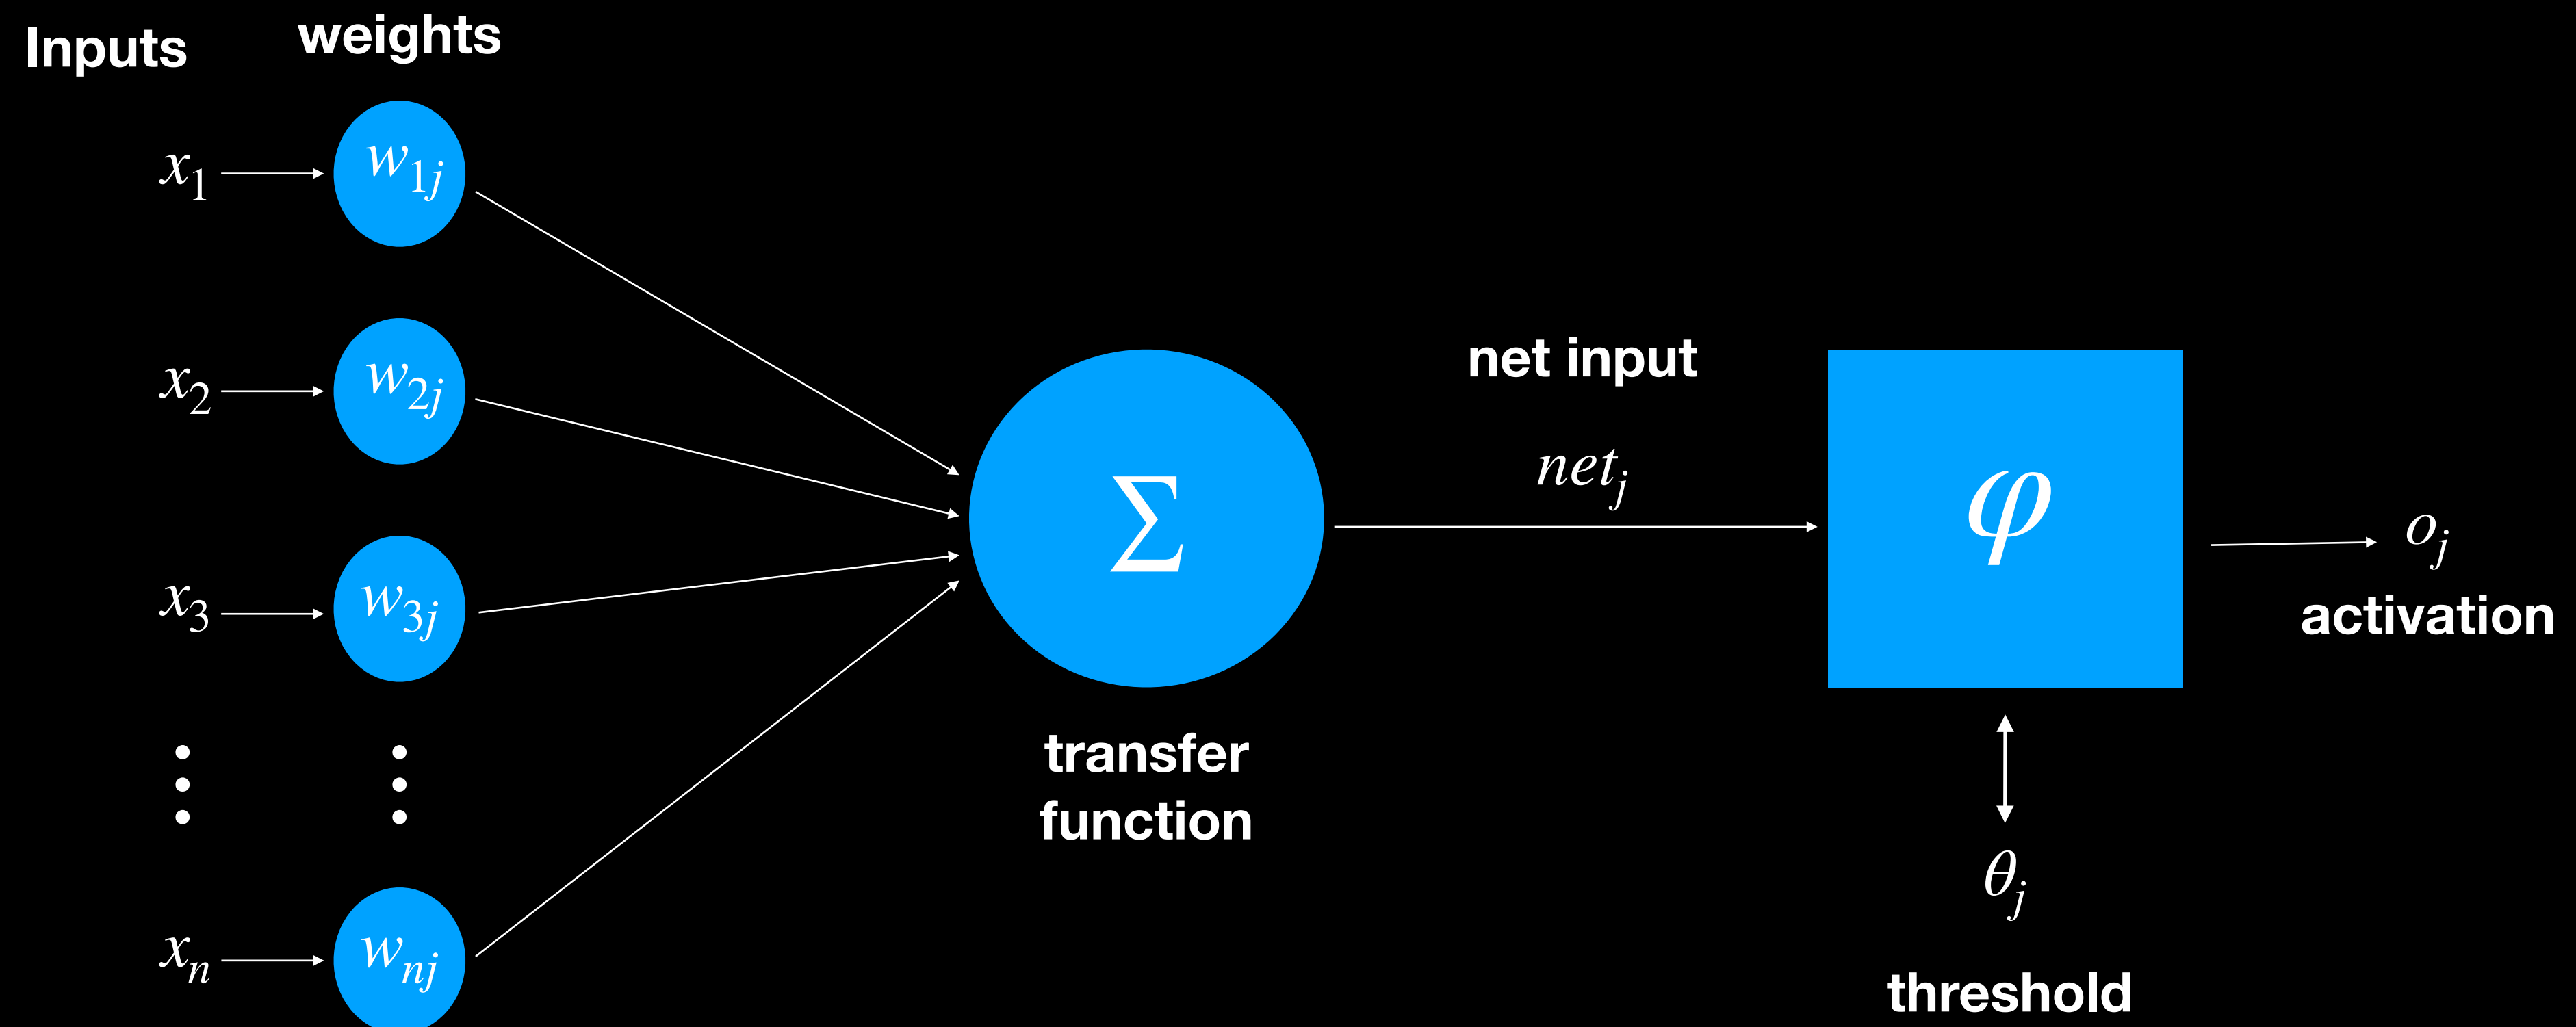 Inputs weights
x₁ w₁ⱼ
x₂ w₂ⱼ
x₃ w₃ⱼ
⋮ ⋮
xₙ wₙⱼ
Σ
transfer
function
net input
netⱼ
φ
θⱼ
threshold
oⱼ
activation